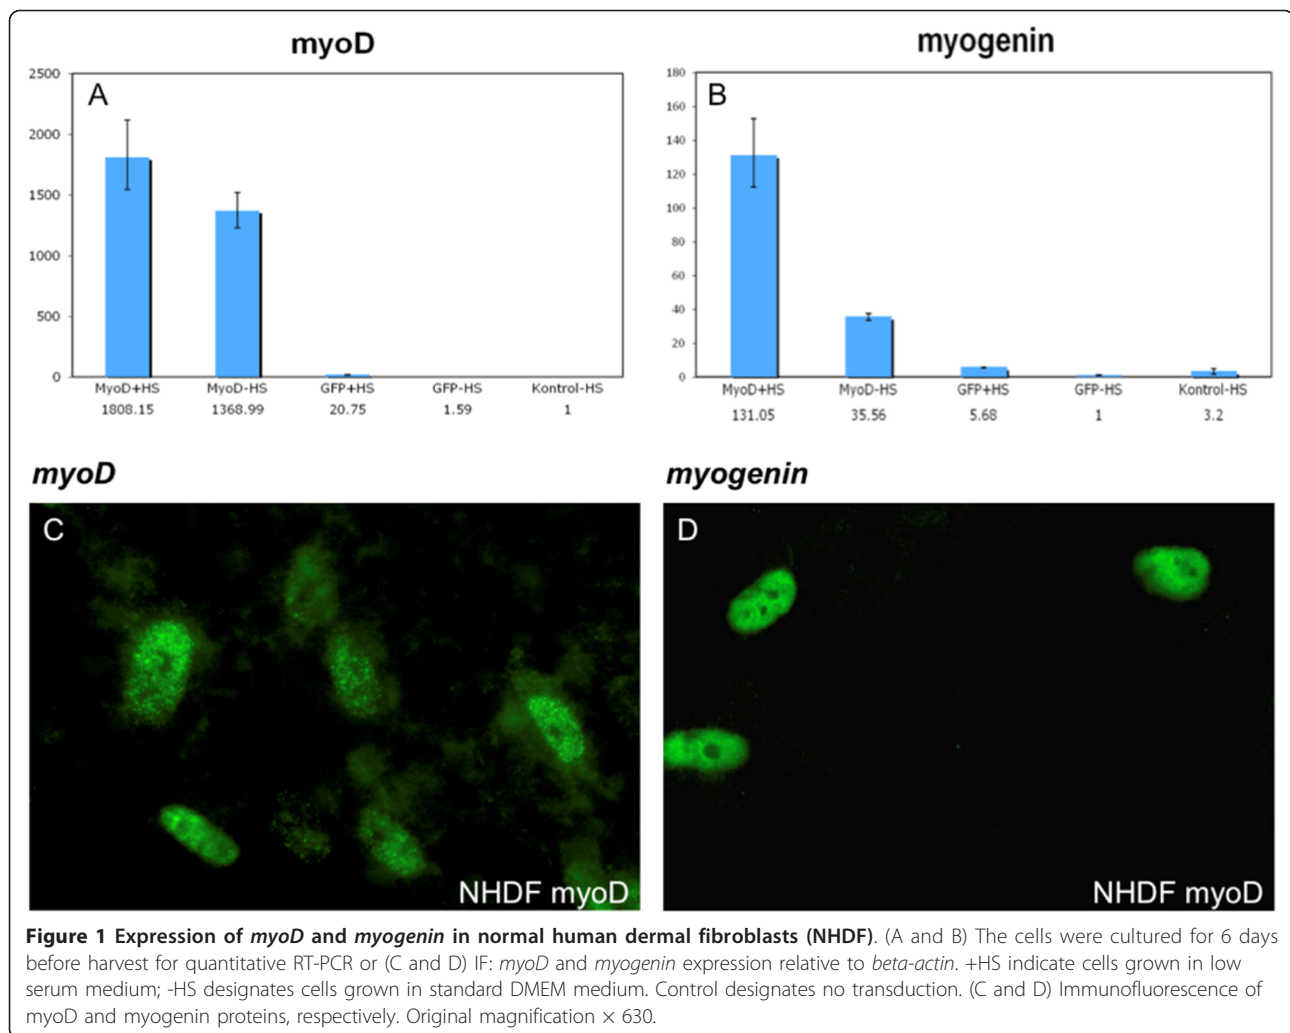 myoD
A
2500
2000
1500
1000
500
0
MyoD+HS MyoD-HS GFP+HS GFP-HS Kontrol-HS
1808.15 1368.99 20.75 1.59 1
myogenin
B
180
160
140
120
100
80
60
40
20
0
MyoD+HS MyoD-HS GFP+HS GFP-HS Kontrol-HS
131.05 35.56 5.68 1 3.2
myoD
C
NHDF myoD
myogenin
D
NHDF myoD
Figure 1 Expression of myoD and myogenin in normal human dermal fibroblasts (NHDF). (A and B) The cells were cultured for 6 days
before harvest for quantitative RT-PCR or (C and D) IF: myoD and myogenin expression relative to beta-actin. +HS indicate cells grown in low
serum medium; -HS designates cells grown in standard DMEM medium. Control designates no transduction. (C and D) Immunofluorescence of
myoD and myogenin proteins, respectively. Original magnification × 630.